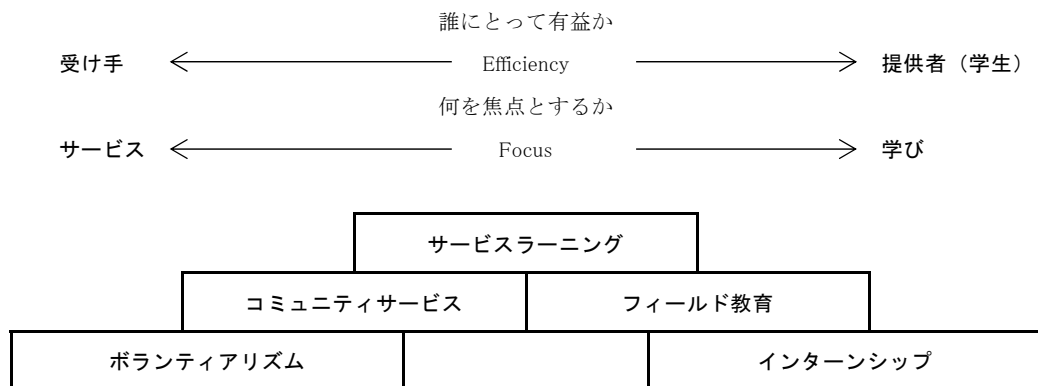 誰にとって有益か
受け手 Efficiency 提供者（学生）
何を焦点とするか
サービス Focus 学び
サービスラーニング
コミュニティサービス フィールド教育
ボランティアリズム インターンシップ